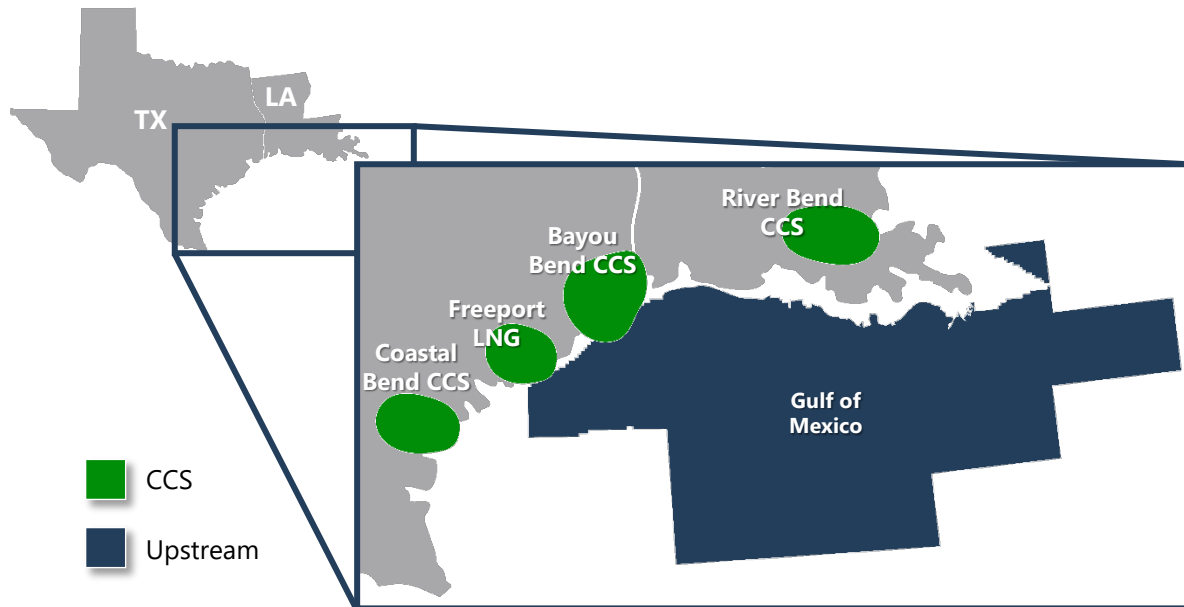 TX
LA
River Bend
CCS
Bayou
Bend CCS
Freeport
LNG
Coastal
Bend CCS
Gulf of
Mexico
CCS
Upstream